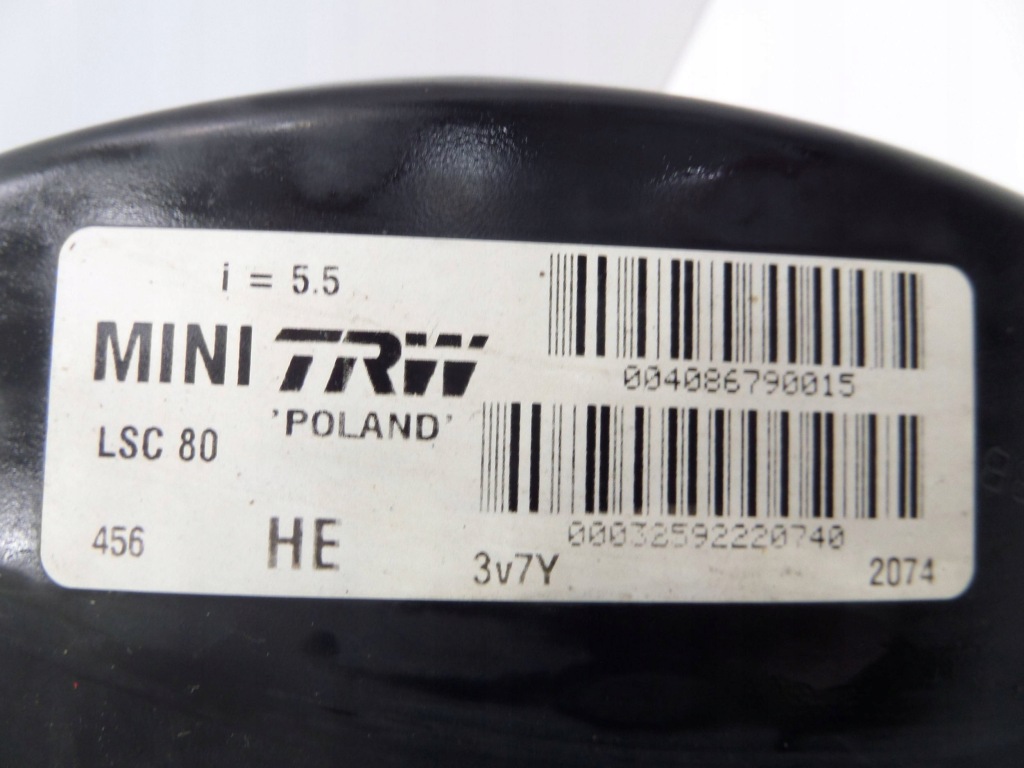 i = 5.5
MINI TRW
'POLAND'
LSC 80
456
HE
3v7Y
004086790015
00032592220740
2074